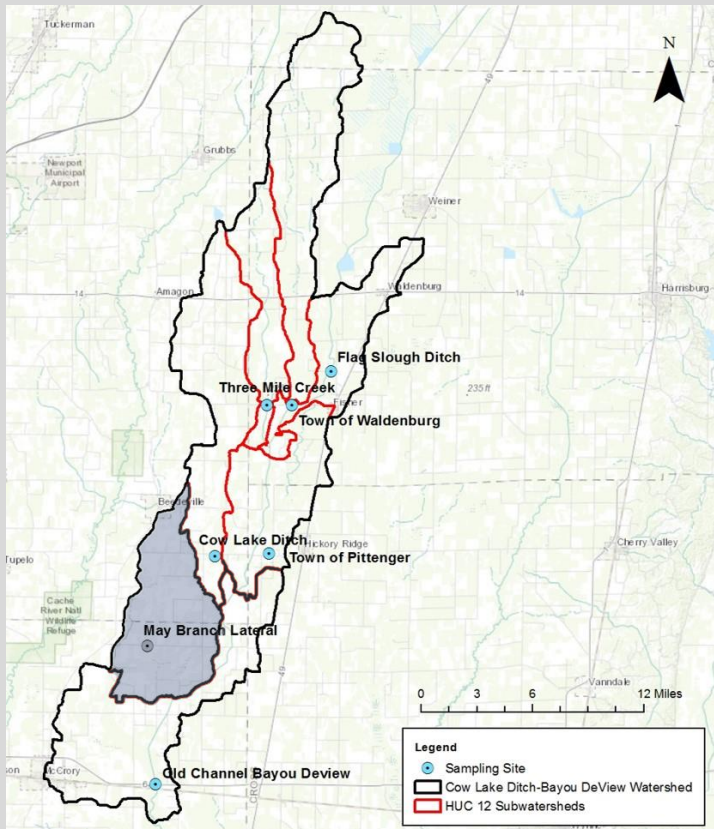 Tuckerman
N
49
Grubbs
Newport
Municipal
Airport
Weiner
14
Amagon
Waldenburg
14
Harrisburg
Flag Slough Ditch
Three Mile Creek
235ft
Fisher
Town of Waldenburg
Beedeville
Cow Lake Ditch
Hickory Ridge
Cherry Valley
Tupelo
Town of Pittenger
Cache
River Natl
Wildlife
Refuge
May Branch Lateral
49
Vanndale
0 3 6 12 Miles
Old Channel Bayou Deview
McCrory
Legend
Sampling Site
Cow Lake Ditch-Bayou DeView Watershed
HUC 12 Subwatersheds